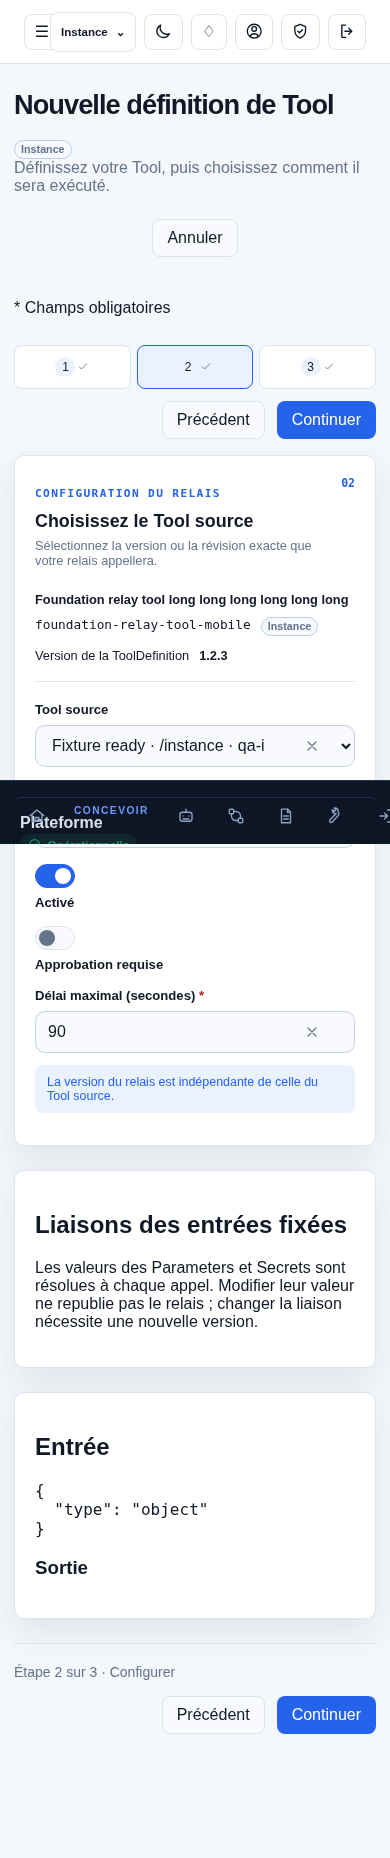 Instance
Nouvelle définition de Tool
Instance
Définissez votre Tool, puis choisissez comment il
sera exécuté.
Annuler
* Champs obligatoires
1
2
3
Précédent
Continuer
02
CONFIGURATION DU RELAIS
Choisissez le Tool source
Sélectionnez la version ou la révision exacte que
votre relais appellera.
Foundation relay tool long long long long long long
foundation-relay-tool-mobile
Instance
Version de la ToolDefinition 1.2.3
Tool source
Fixture ready · /instance · qa-i
CONCEVOIR
Plateforme
Opérationnelle
Activé
Approbation requise
Délai maximal (secondes) *
90
La version du relais est indépendante de celle du
Tool source.
Liaisons des entrées fixées
Les valeurs des Parameters et Secrets sont
résolues à chaque appel. Modifier leur valeur
ne republie pas le relais ; changer la liaison
nécessite une nouvelle version.
Entrée
{
"type": "object"
}
Sortie
Étape 2 sur 3 · Configurer
Précédent
Continuer